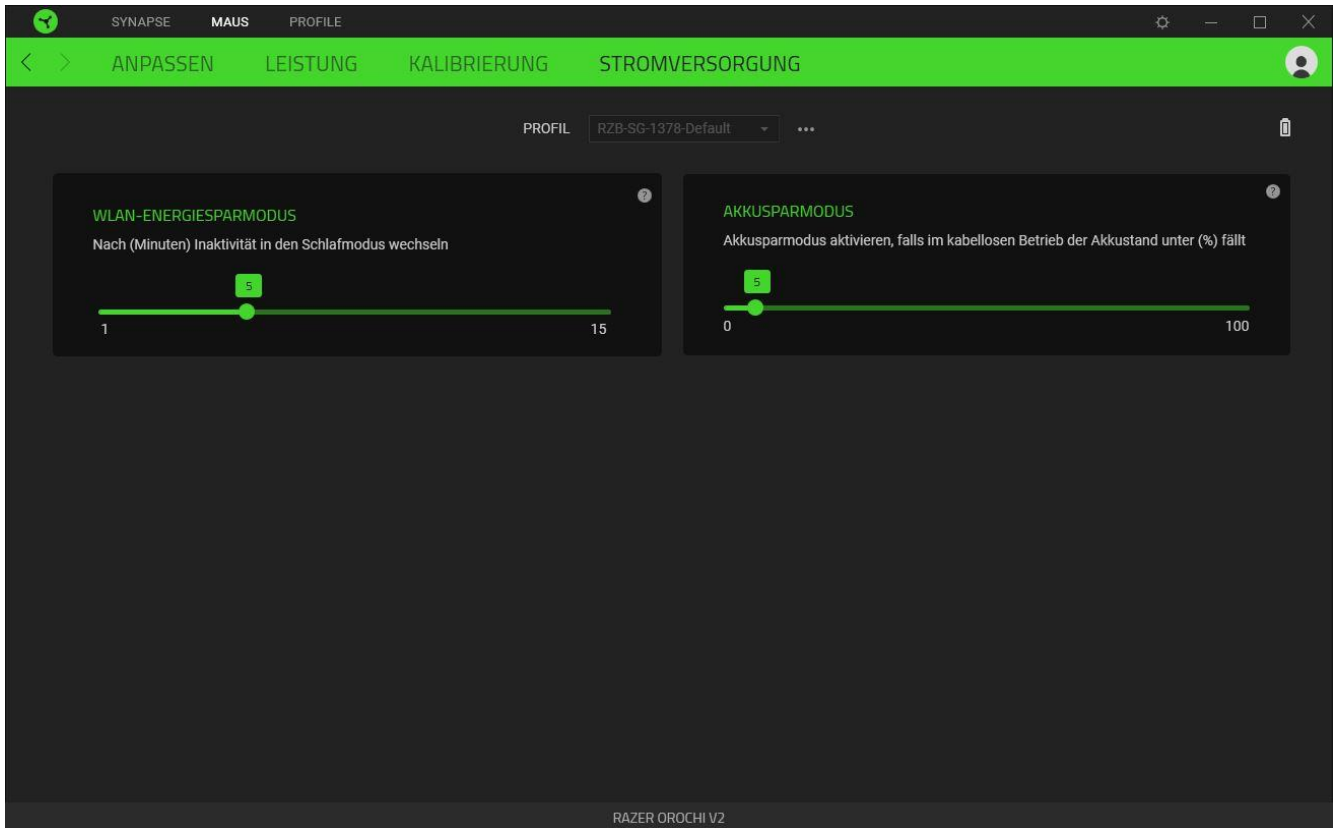 SYNAPSE MAUS PROFILE
ANPASSEN LEISTUNG KALIBRIERUNG STROMVERSORGUNG
PROFIL RZB-SG-1378-Default
WLAN-ENERGIESPARMODUS
Nach (Minuten) Inaktivität in den Schlafmodus wechseln
5
1 15
AKKUSPARMODUS
Akkusparmodus aktivieren, falls im kabellosen Betrieb der Akkustand unter (%) fällt
5
0 100
RAZER OROCHI V2